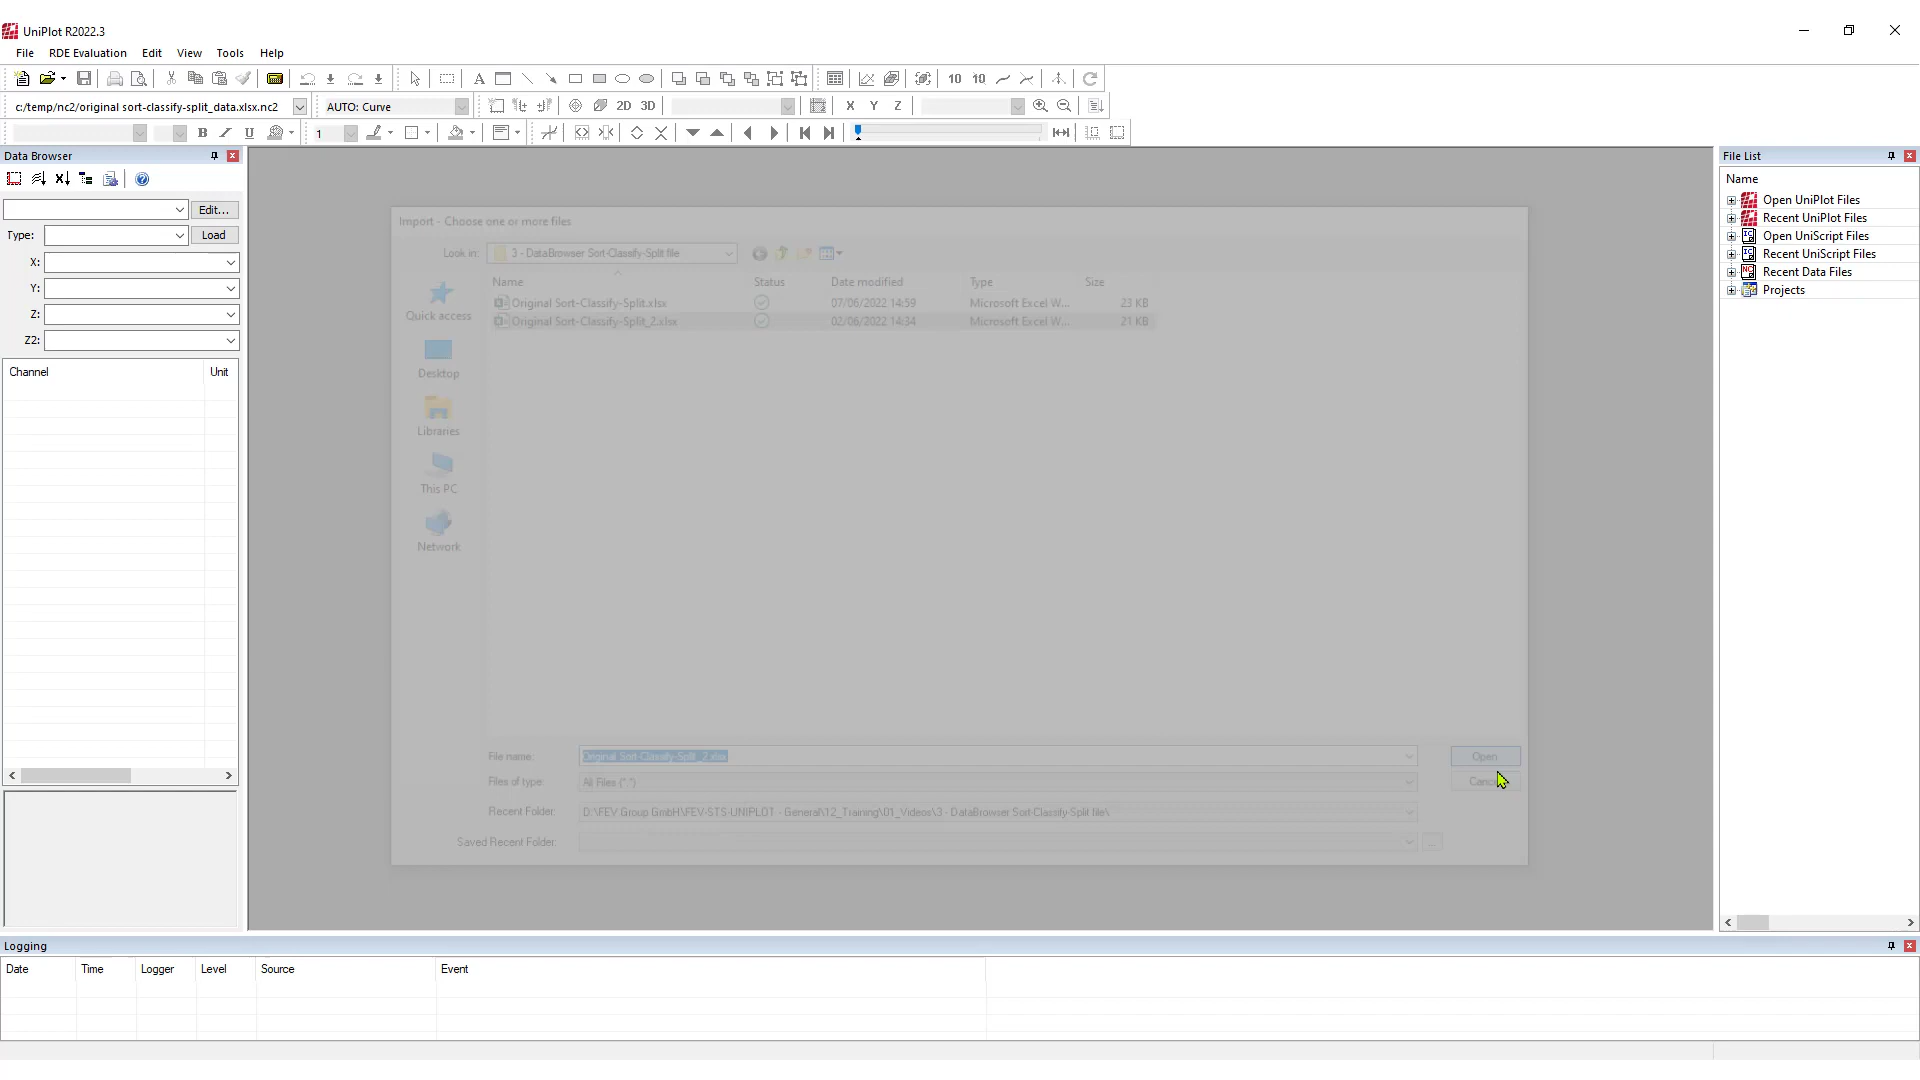 UniPlot R2022.3
File RDE Evaluation Edit View Tools Help
A 10 10
c:/temp/nc2/original sort-classify-split_data.xlsx.nc2 AUTO: Curve 2D 3D X Y Z
B I U 1
Data Browser
Edit...
Type: Load
X:
Y:
Z:
Z2:
Channel Unit
Import - Choose one or more files
Look in: 3 - DataBrowser Sort-Classify-Split file
Name Status Date modified Type Size
Original Sort-Classify-Split.xlsx 07/06/2022 14:59 Microsoft Excel W... 23 KB
Original Sort-Classify-Split_2.xlsx 02/06/2022 14:34 Microsoft Excel W... 21 KB
Quick access
Desktop
Libraries
This PC
Network
File name: Original Sort-Classify-Split_2.xlsx Open
Files of type: All Files (*.*) Cancel
Recent Folder: D:\FEV Group GmbH\FEV-STS-UNIPLOT - General\12_Training\01_Videos\3 - DataBrowser Sort-Classify-Split file\
Saved Recent Folder: ...
File List
Name
Open UniPlot Files
Recent UniPlot Files
Open UniScript Files
Recent UniScript Files
Recent Data Files
Projects
Logging
Date Time Logger Level Source Event